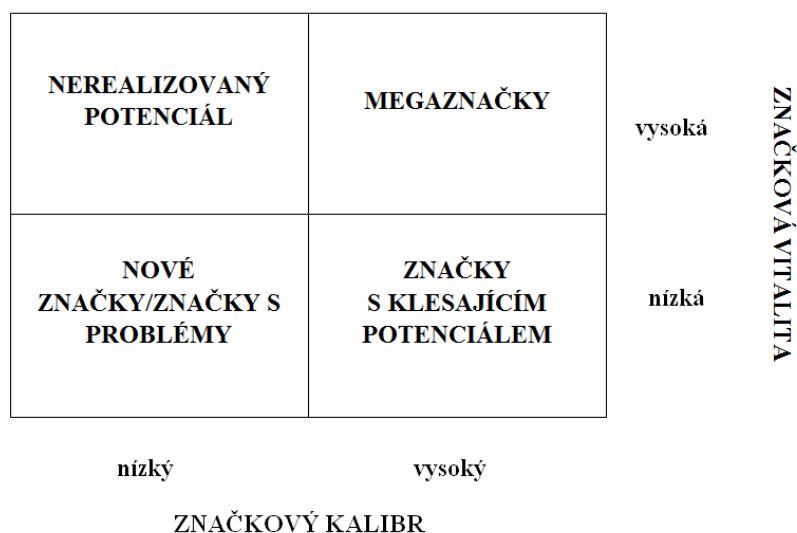 NEREALIZOVANÝ
POTENCIÁL
MEGAZNAČKY
vysoká
NOVÉ
ZNAČKY/ZNAČKY S
PROBLÉMY
ZNAČKY
S KLESAJÍCÍM
POTENCIÁLEM
nízká
ZNAČKOVÁ VITALITA
nízký
vysoký
ZNAČKOVÝ KALIBR